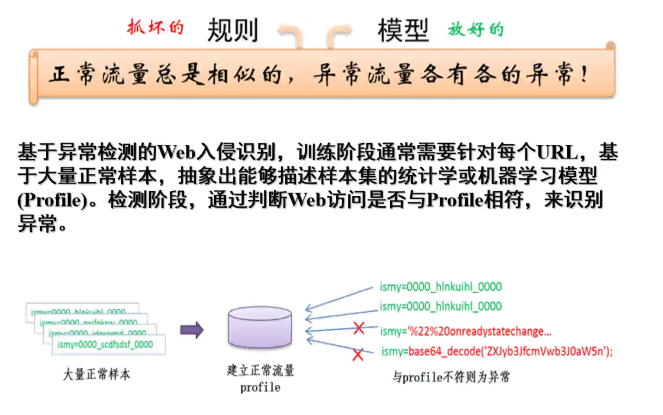 抓坏的 规则 模型 放好的
正常流量总是相似的，异常流量各有各的异常！
基于异常检测的Web入侵识别，训练阶段通常需要针对每个URL，基
于大量正常样本，抽象出能够描述样本集的统计学或机器学习模型
(Profile)。检测阶段，通过判断Web访问是否与Profile相符，来识别
异常。
ismy=0000_hlnkuihl_0000
ismy=0000_hlnkuihl_0000
ismy='%22%20onreadystatechange...
ismy=base64_decode('ZXJyb3JfcmVwb3J0aW5n');
ismy=0000_hlnkuihl_0000
ismy=0000_scdfsdsf_0000
大量正常样本
建立正常流量
profile
与profile不符则为异常